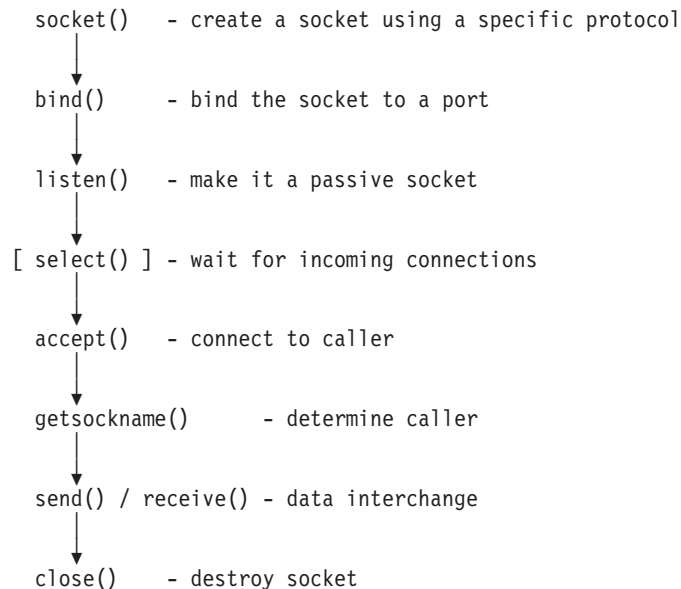 socket() - create a socket using a specific protocol
bind() - bind the socket to a port
listen() - make it a passive socket
[ select() ] - wait for incoming connections
accept() - connect to caller
getsockname() - determine caller
send() / receive() - data interchange
close() - destroy socket